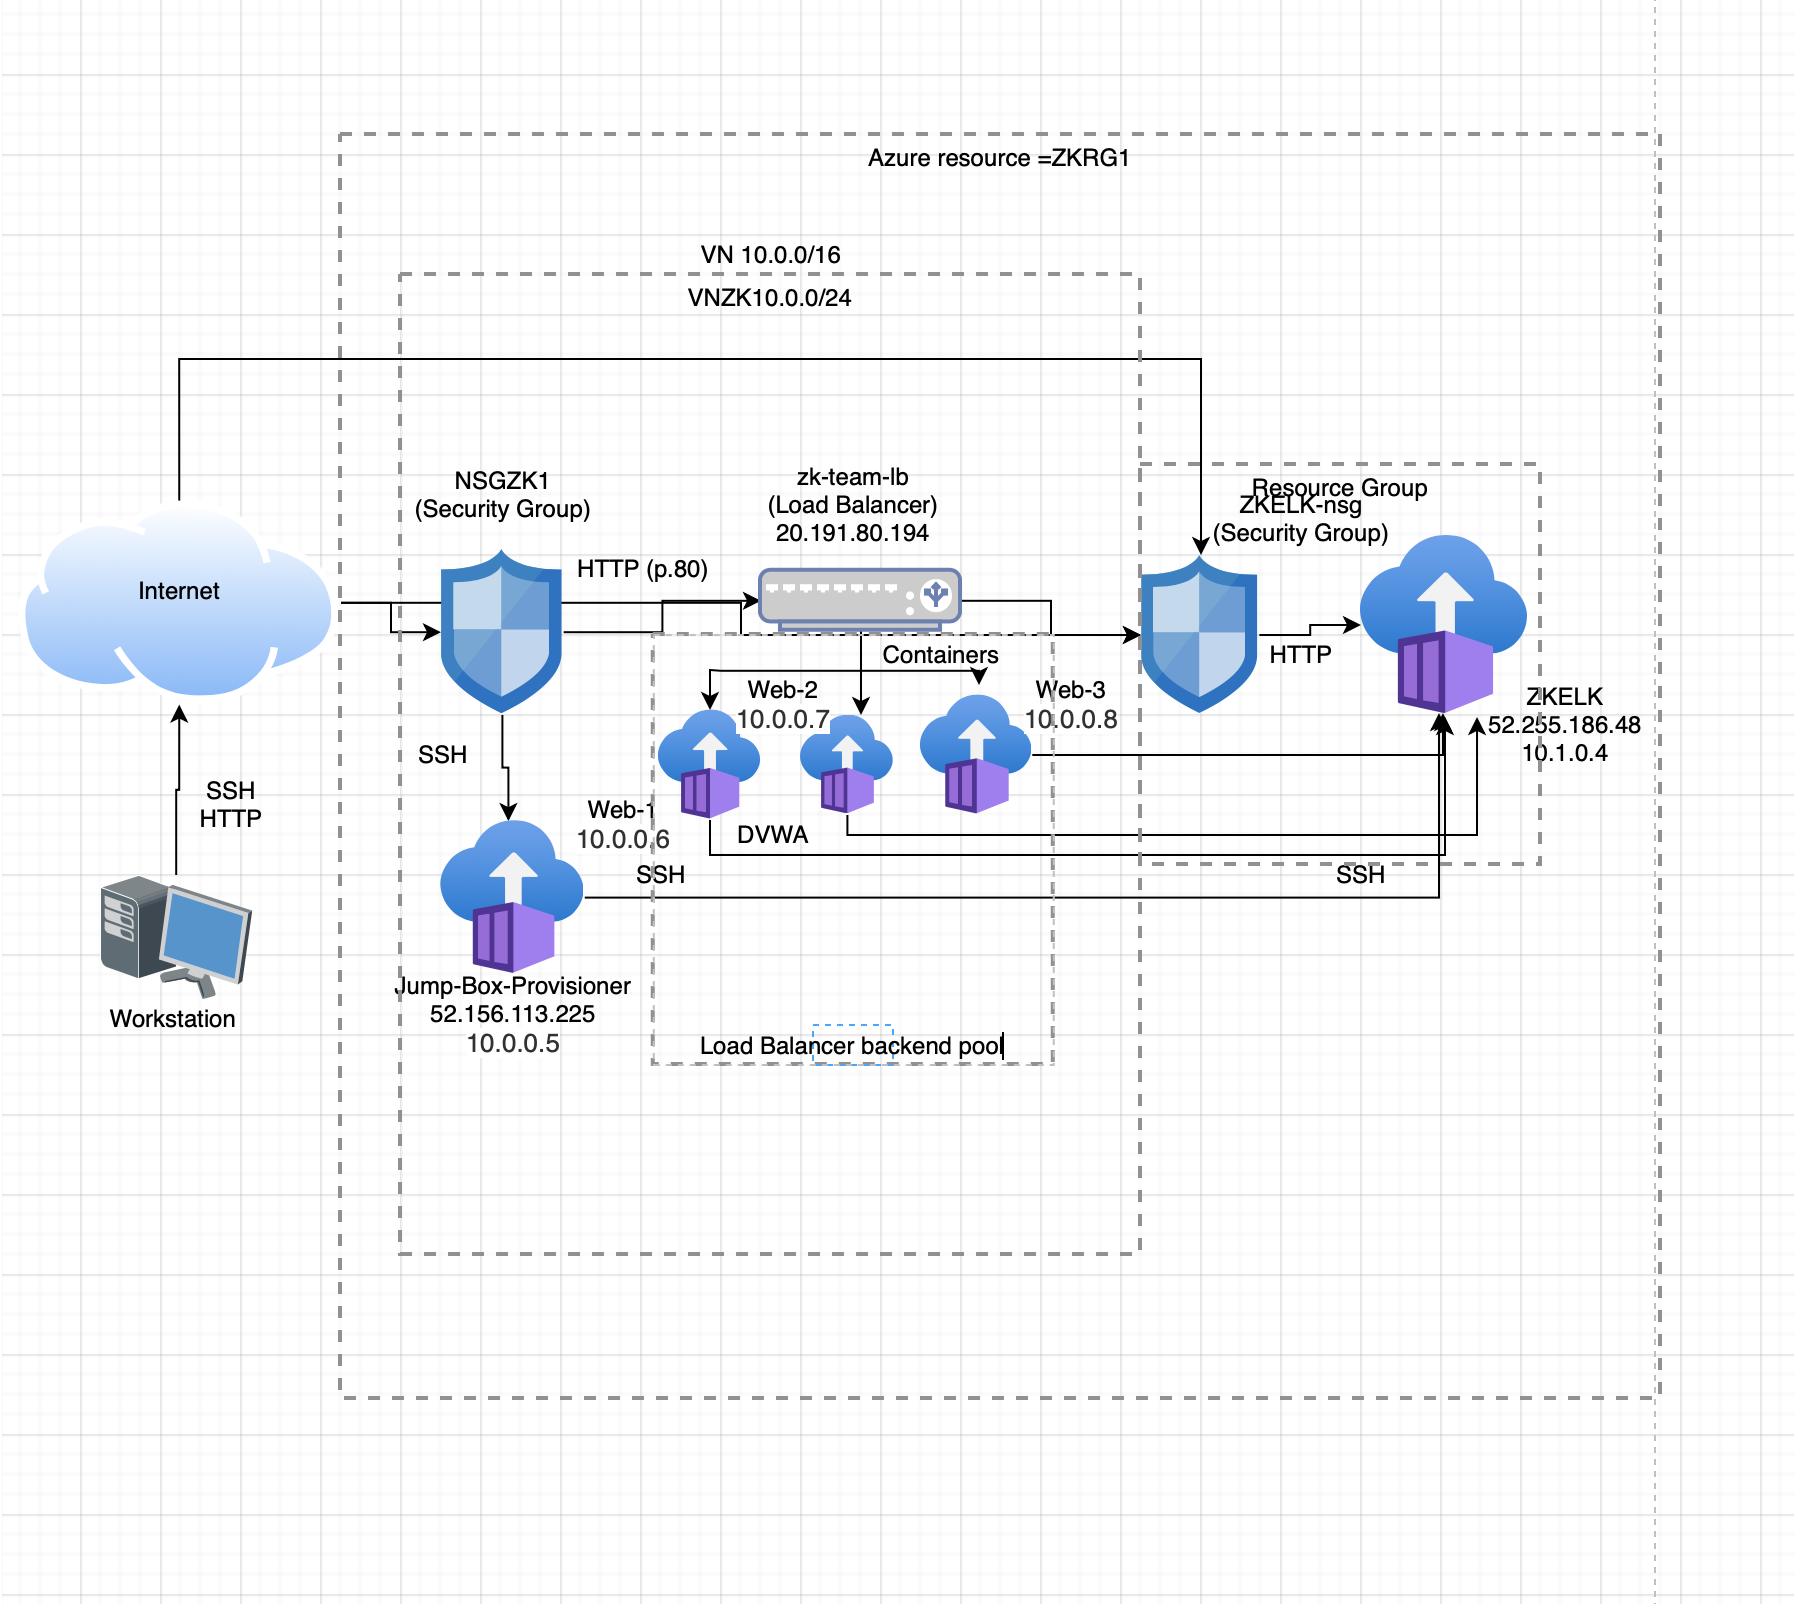 Azure resource =ZKRG1
VN 10.0.0/16
VNZK10.0.0/24
NSGZK1
(Security Group)
zk-team-lb
(Load Balancer)
20.191.80.194
Resource Group
ZKELK-nsg
(Security Group)
Internet
HTTP (p.80)
Containers
HTTP
Web-2
10.0.0.7
Web-3
10.0.0.8
ZKELK
52.255.186.48
10.1.0.4
SSH
SSH
HTTP
Web-1
10.0.0.6
DVWA
SSH
SSH
Jump-Box-Provisioner
52.156.113.225
10.0.0.5
Workstation
Load Balancer backend pool